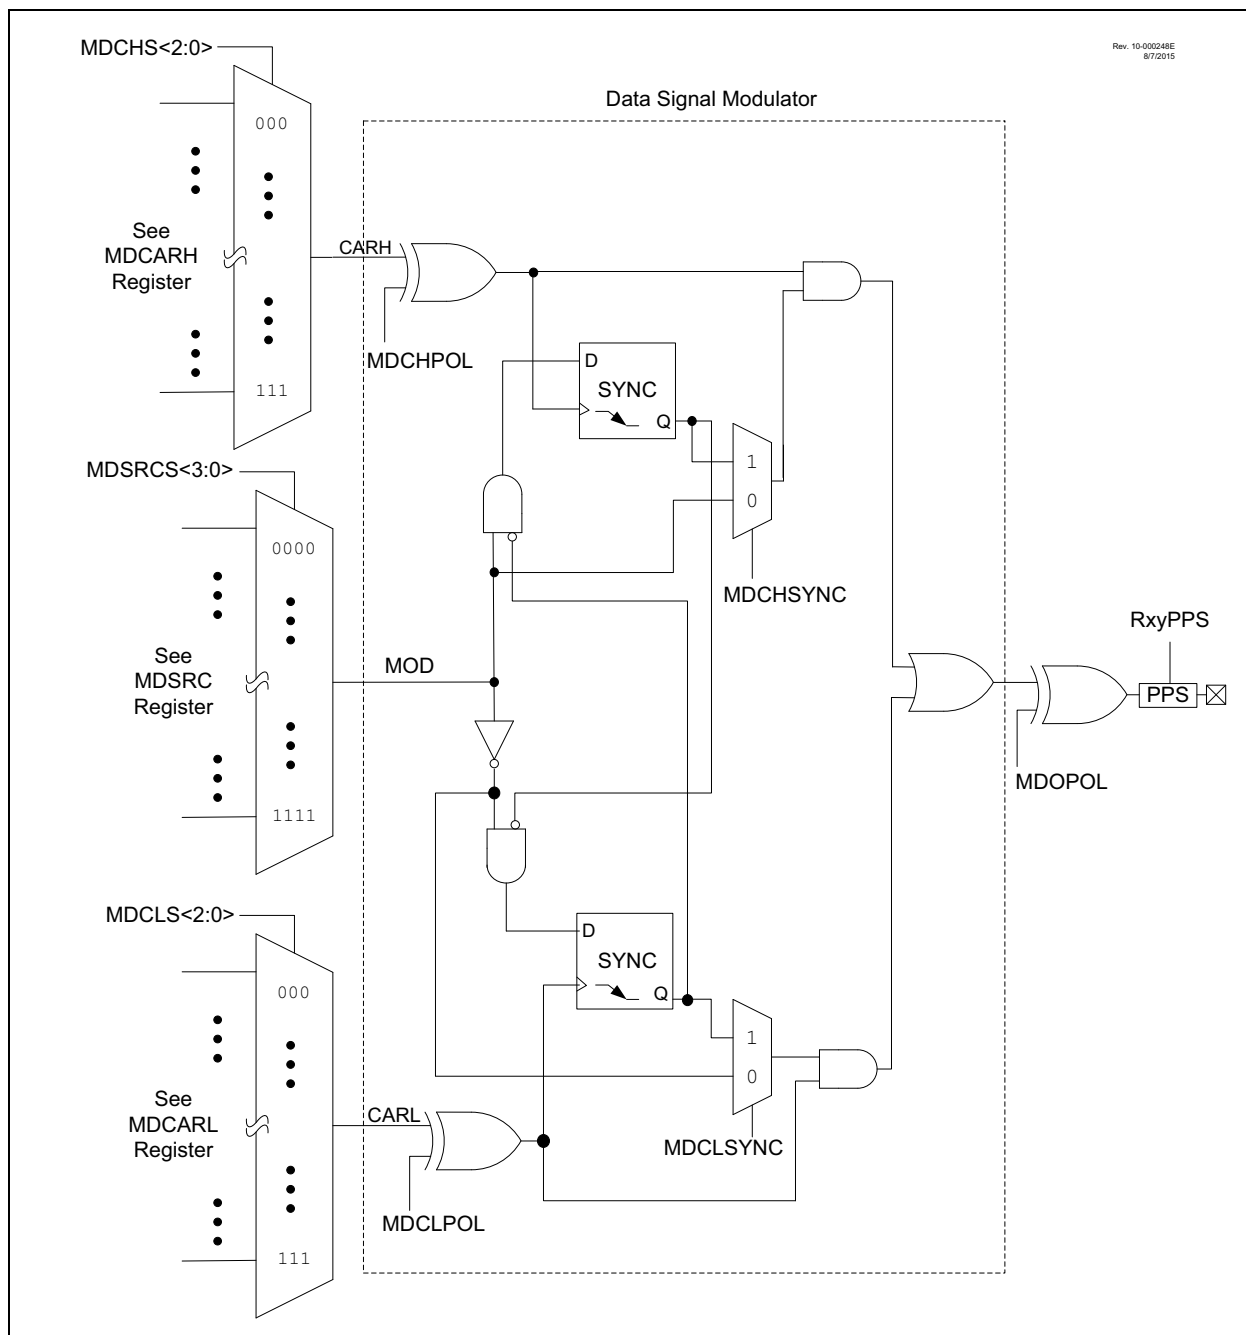 MDCHS<2:0>
Rev. 10-000248E
8/7/2015
Data Signal Modulator
000
See
MDCARH
Register
CARH
111
MDCHPOL
D
SYNC
Q
1
0
MDCHSYNC
MDSRCS<3:0>
0000
See
MDSRC
Register
MOD
1111
RxyPPS
PPS
MDOPOL
MDCLS<2:0>
000
See
MDCARL
Register
CARL
111
MDCLPOL
D
SYNC
Q
1
0
MDCLSYNC